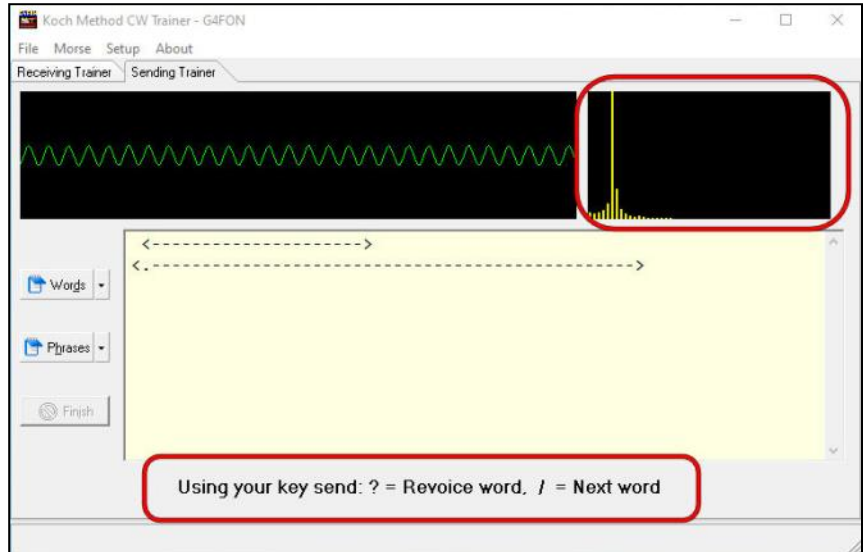 Koch Method CW Trainer - G4FON
File Morse Setup About
Receiving Trainer Sending Trainer
<--------------------->
<.----------------------------------------------->
Words
Phrases
Finish
Using your key send: ? = Revoice word, / = Next word